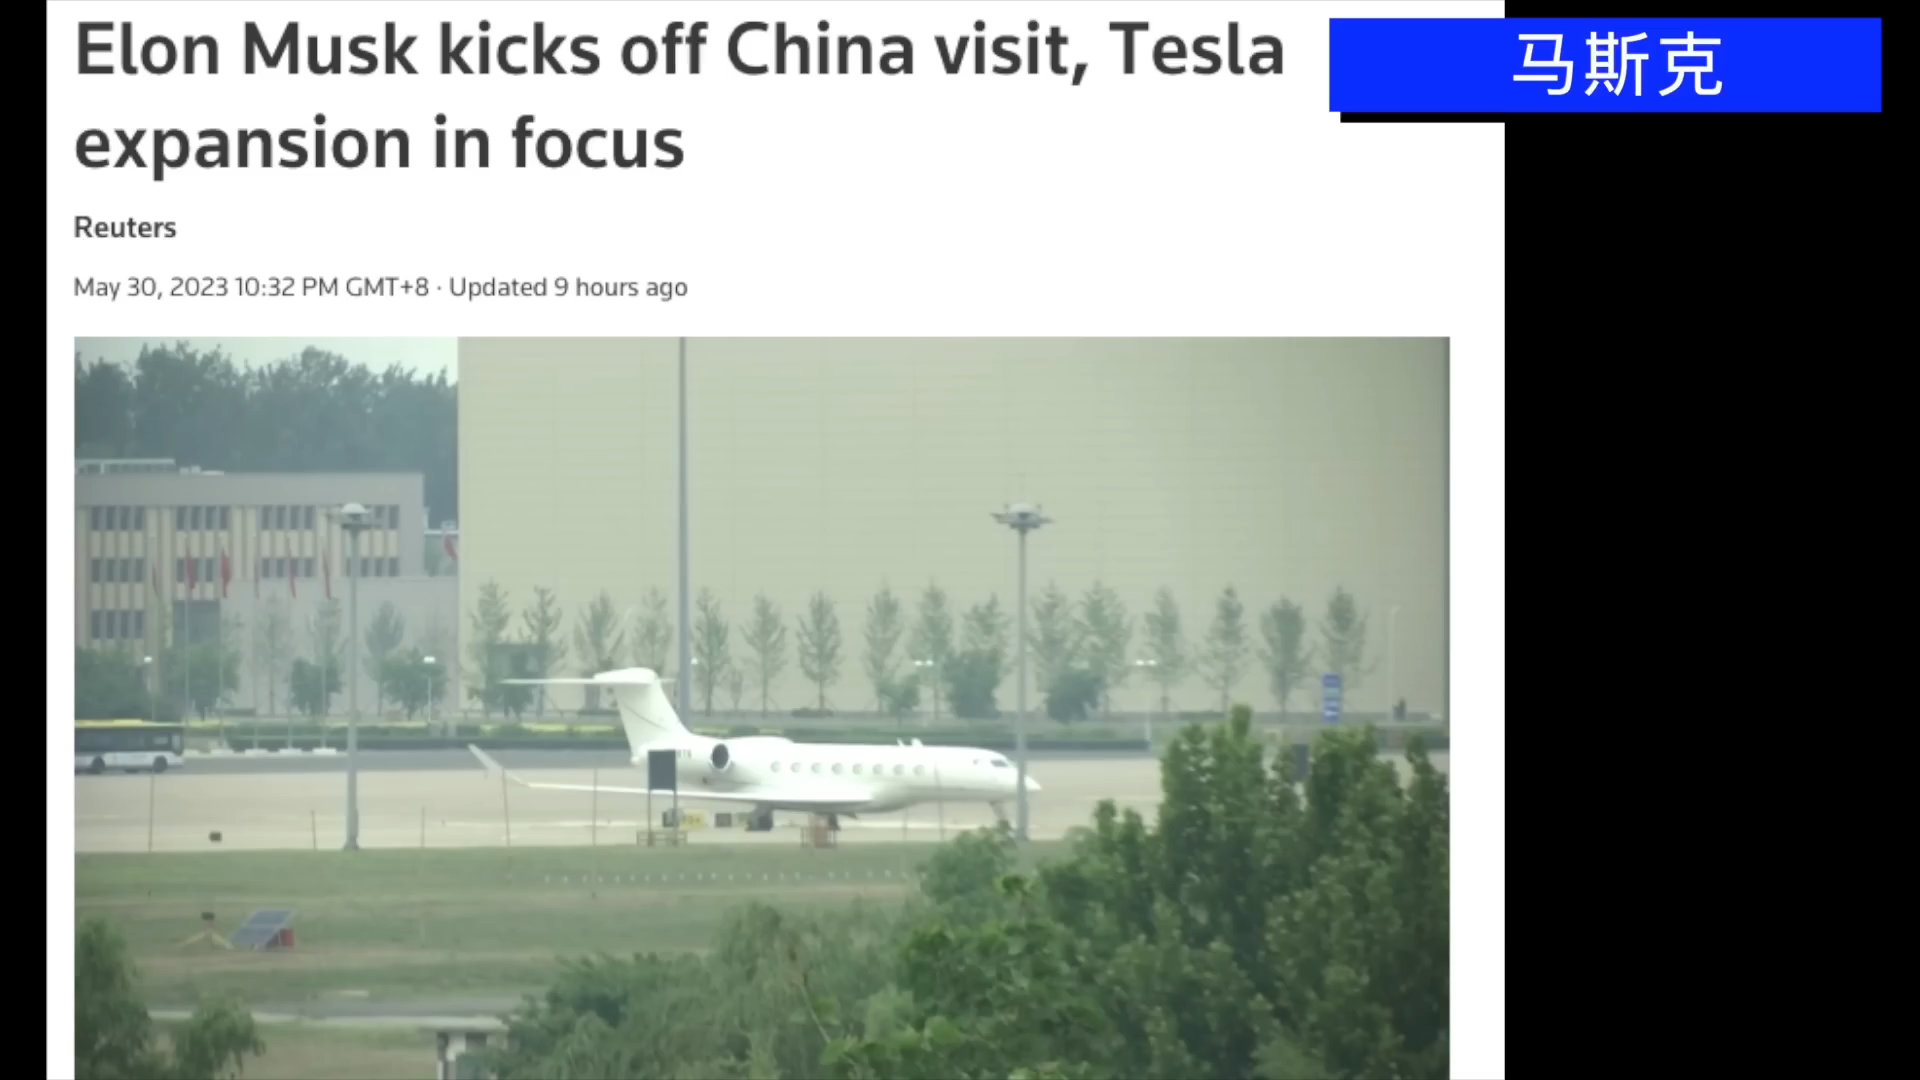 Elon Musk kicks off China visit, Tesla
expansion in focus
马斯克
Reuters
May 30, 2023 10:32 PM GMT+8 · Updated 9 hours ago